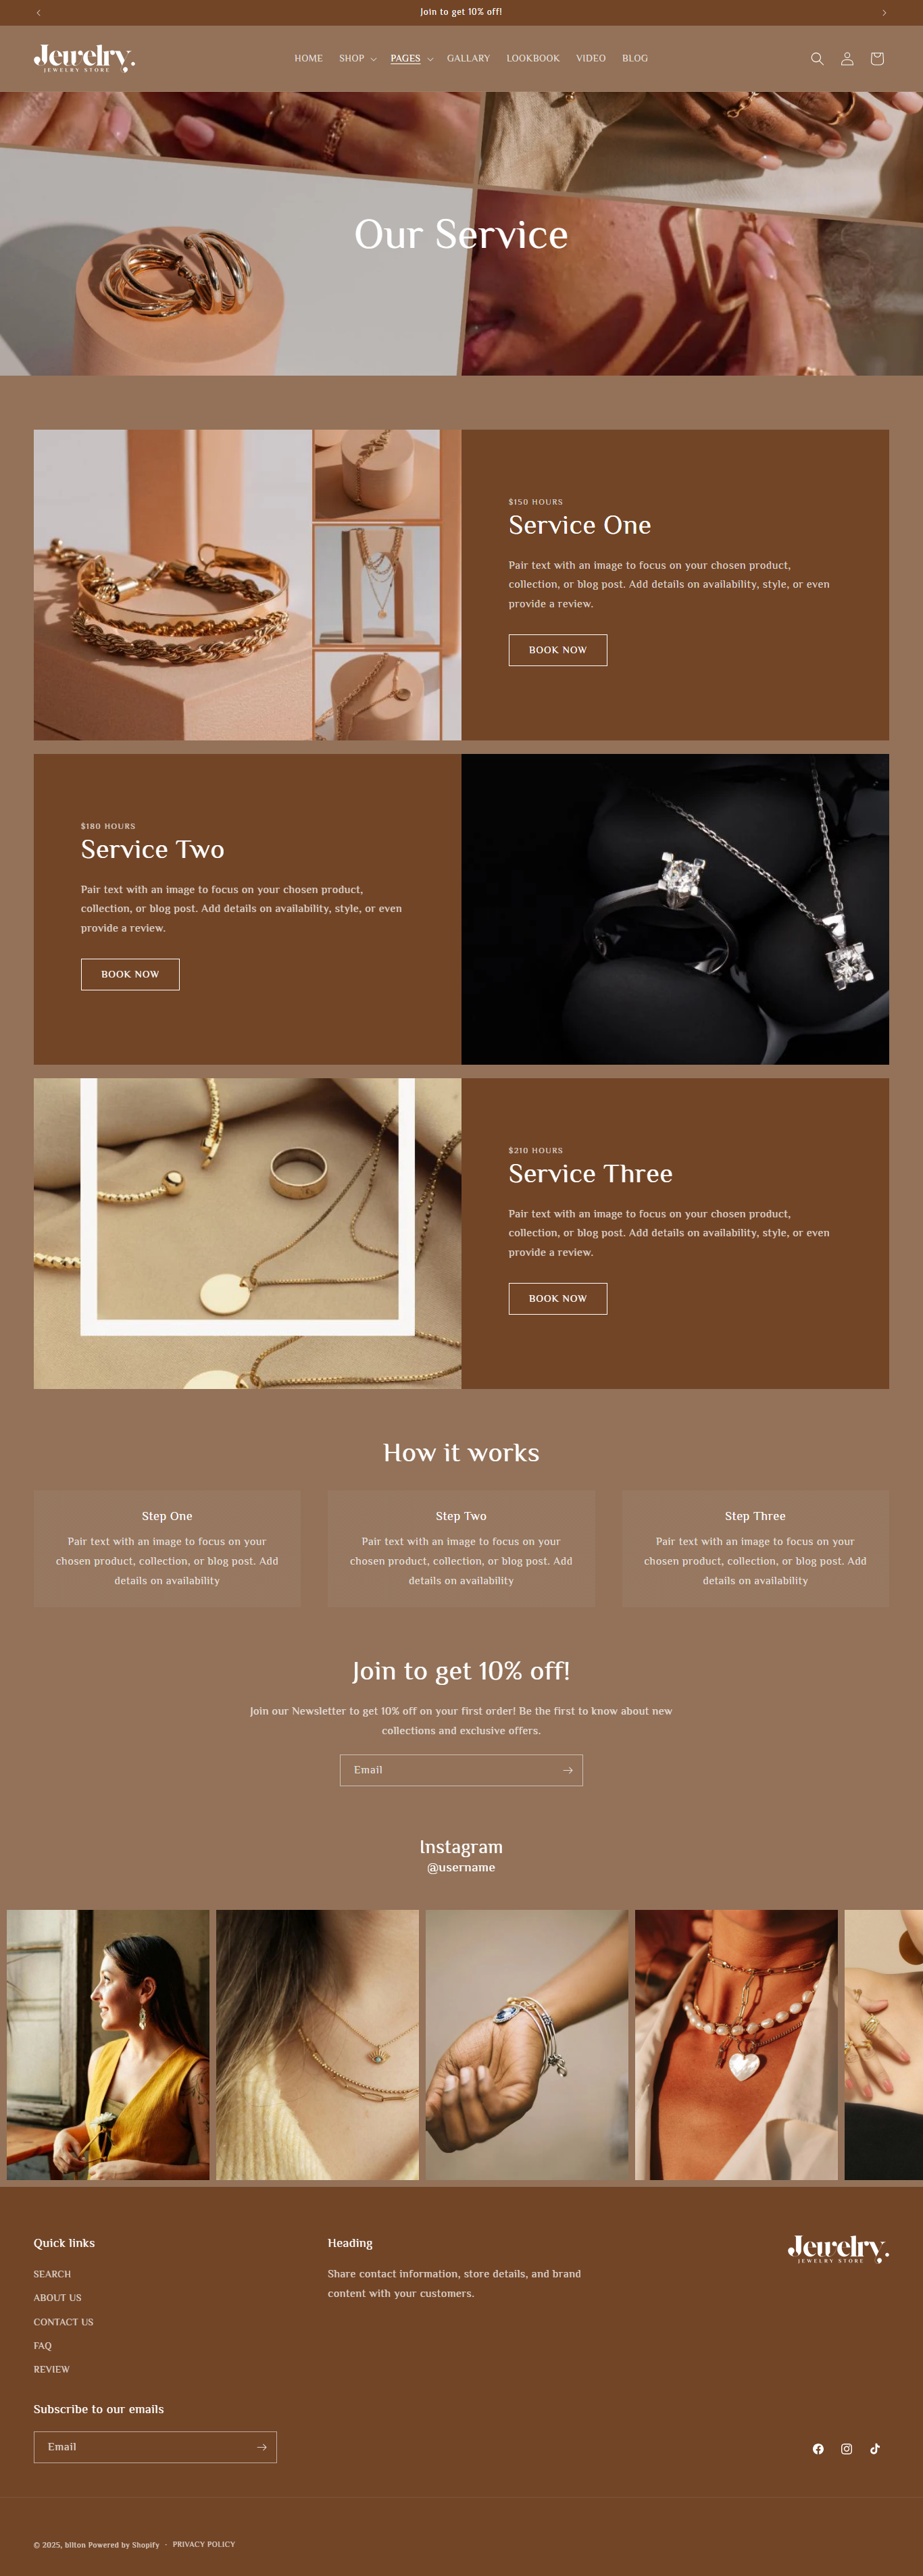 Join to get 10% off!
Jewelry.
JEWELRY STORE
HOME SHOP PAGES GALLARY LOOKBOOK VIDEO BLOG
Our Service
$150 HOURS
Service One
Pair text with an image to focus on your chosen product,
collection, or blog post. Add details on availability, style, or even
provide a review.
BOOK NOW
$180 HOURS
Service Two
Pair text with an image to focus on your chosen product,
collection, or blog post. Add details on availability, style, or even
provide a review.
BOOK NOW
$210 HOURS
Service Three
Pair text with an image to focus on your chosen product,
collection, or blog post. Add details on availability, style, or even
provide a review.
BOOK NOW
How it works
Step One
Pair text with an image to focus on your
chosen product, collection, or blog post. Add
details on availability
Step Two
Pair text with an image to focus on your
chosen product, collection, or blog post. Add
details on availability
Step Three
Pair text with an image to focus on your
chosen product, collection, or blog post. Add
details on availability
Join to get 10% off!
Join our Newsletter to get 10% off on your first order! Be the first to know about new
collections and exclusive offers.
Email
Instagram
@username
Quick links
SEARCH
ABOUT US
CONTACT US
FAQ
REVIEW
Heading
Share contact information, store details, and brand
content with your customers.
Jewelry.
JEWELRY STORE
Subscribe to our emails
Email
© 2025, bllton Powered by Shopify · PRIVACY POLICY